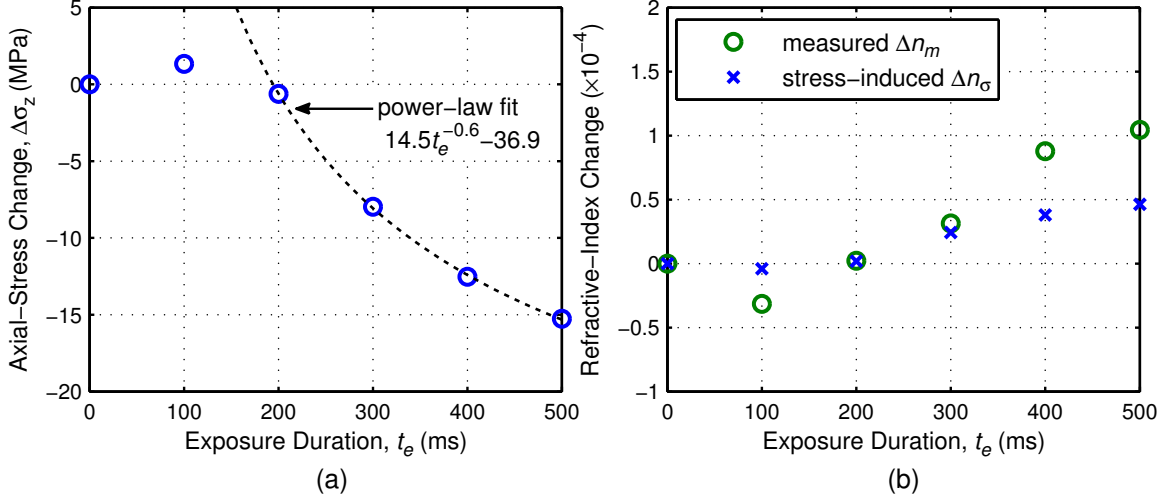 5
0
−5
−10
−15
−20
0 100 200 300 400 500
Axial−Stress Change, Δσz (MPa)
Exposure Duration, te (ms)
power−law fit
14.5te−0.6−36.9
(a)
2
1.5
1
0.5
0
−0.5
−1
0 100 200 300 400 500
Refractive−Index Change (×10−4)
Exposure Duration, te (ms)
measured Δnm
stress−induced Δnσ
(b)